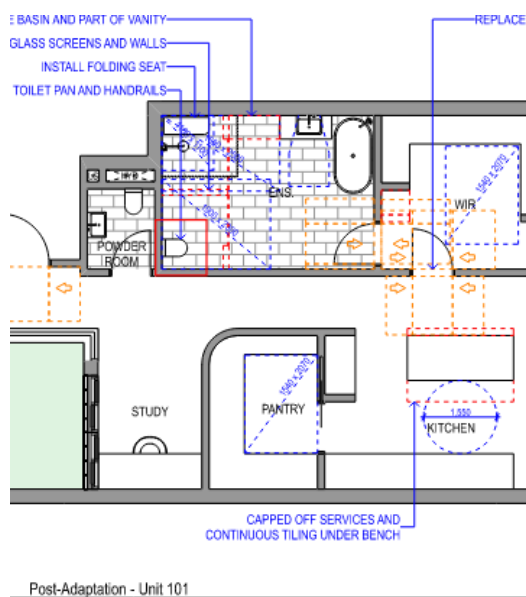 E BASIN AND PART OF VANITY
REPLACE
GLASS SCREENS AND WALLS
INSTALL FOLDING SEAT
TOILET PAN AND HANDRAILS
1540 x 2070
ENS.
WIR
POWDER
ROOM
1540 x 2070
1,550
STUDY
PANTRY
KITCHEN
CAPPED OFF SERVICES AND
CONTINUOUS TILING UNDER BENCH
Post-Adaptation - Unit 101